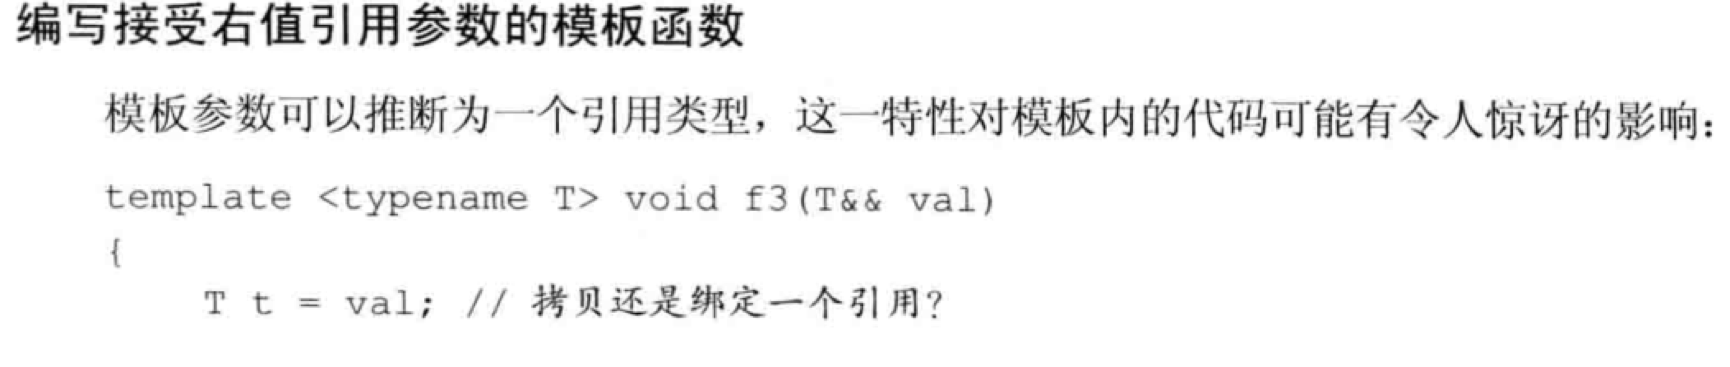 编写接受右值引用参数的模板函数
模板参数可以推断为一个引用类型，这一特性对模板内的代码可能有令人惊讶的影响：
template <typename T> void f3(T&& val)
{
T t = val; // 拷贝还是绑定一个引用?